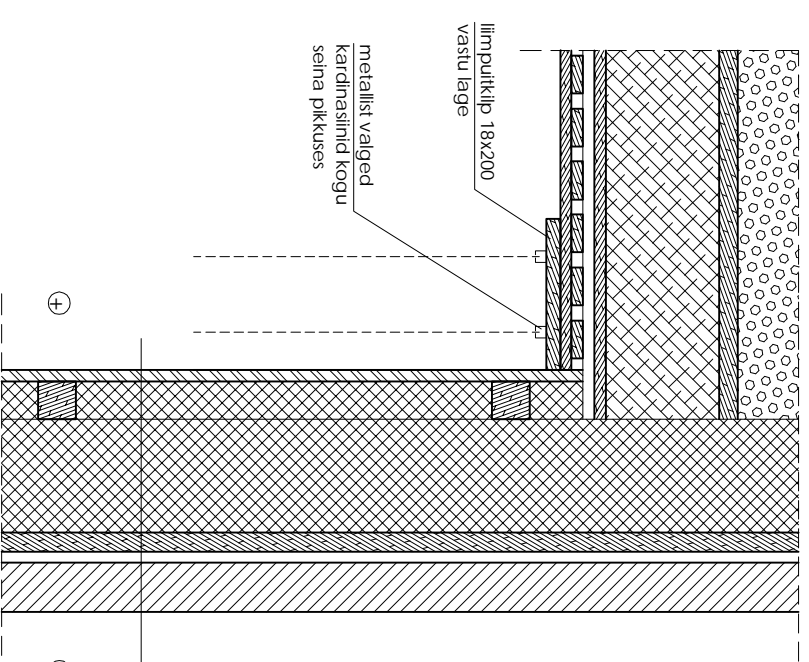 liimpuitkilp 18x200
vastu lage
metallist valged
kardinasiinid kogu
seina pikkuses